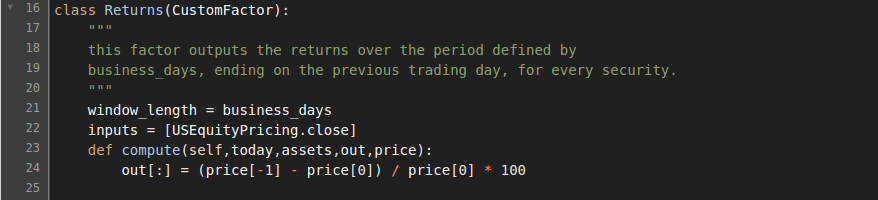 16 class Returns(CustomFactor):
17     """
18     this factor outputs the returns over the period defined by
19     business_days, ending on the previous trading day, for every security.
20     """
21     window_length = business_days
22     inputs = [USEquityPricing.close]
23     def compute(self,today,assets,out,price):
24         out[:] = (price[-1] - price[0]) / price[0] * 100
25